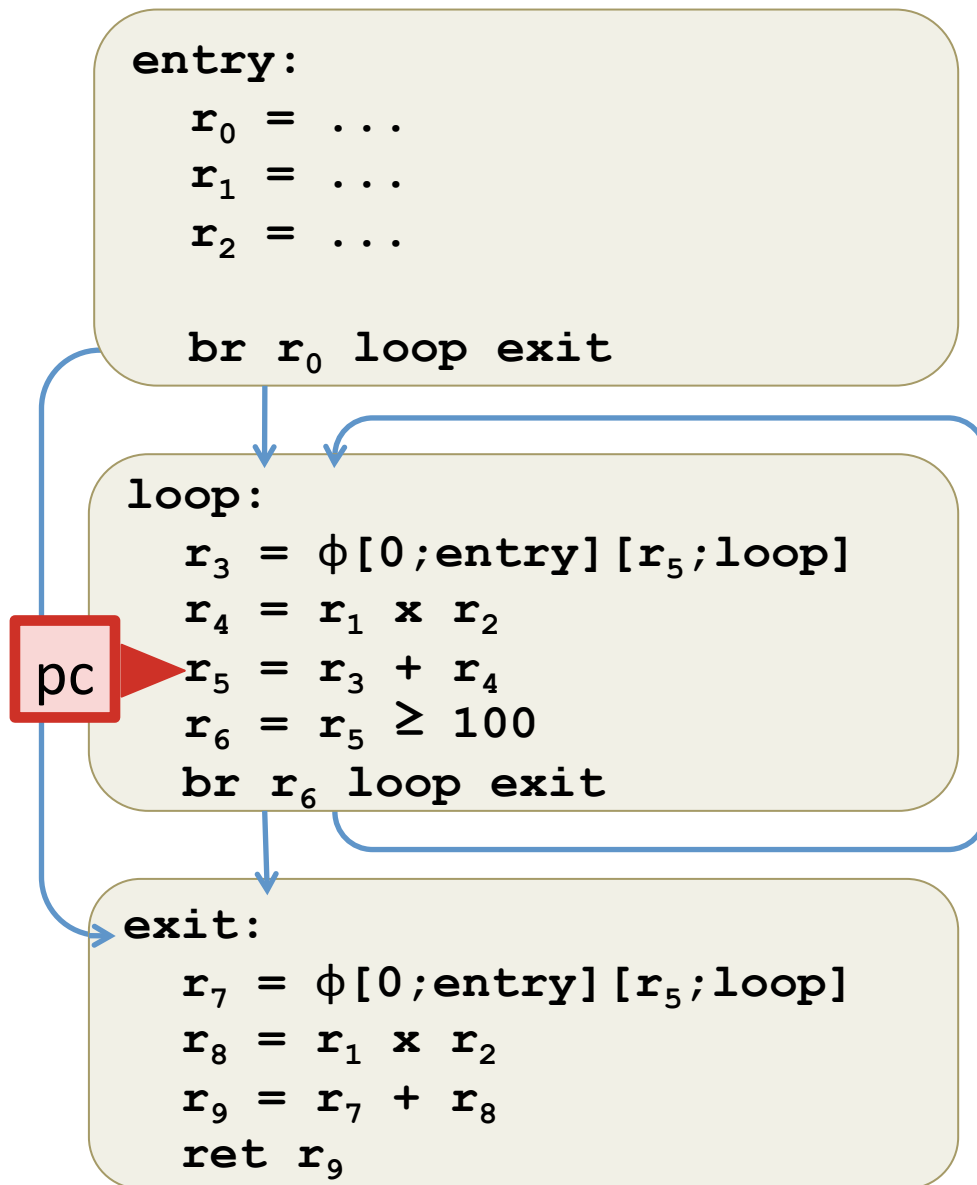 entry:
r₀ = ...
r₁ = ...
r₂ = ...
br r₀ loop exit
loop:
r₃ = ϕ[0;entry][r₅;loop]
r₄ = r₁ x r₂
pc
r₅ = r₃ + r₄
r₆ = r₅ ≥ 100
br r₆ loop exit
exit:
r₇ = ϕ[0;entry][r₅;loop]
r₈ = r₁ x r₂
r₉ = r₇ + r₈
ret r₉